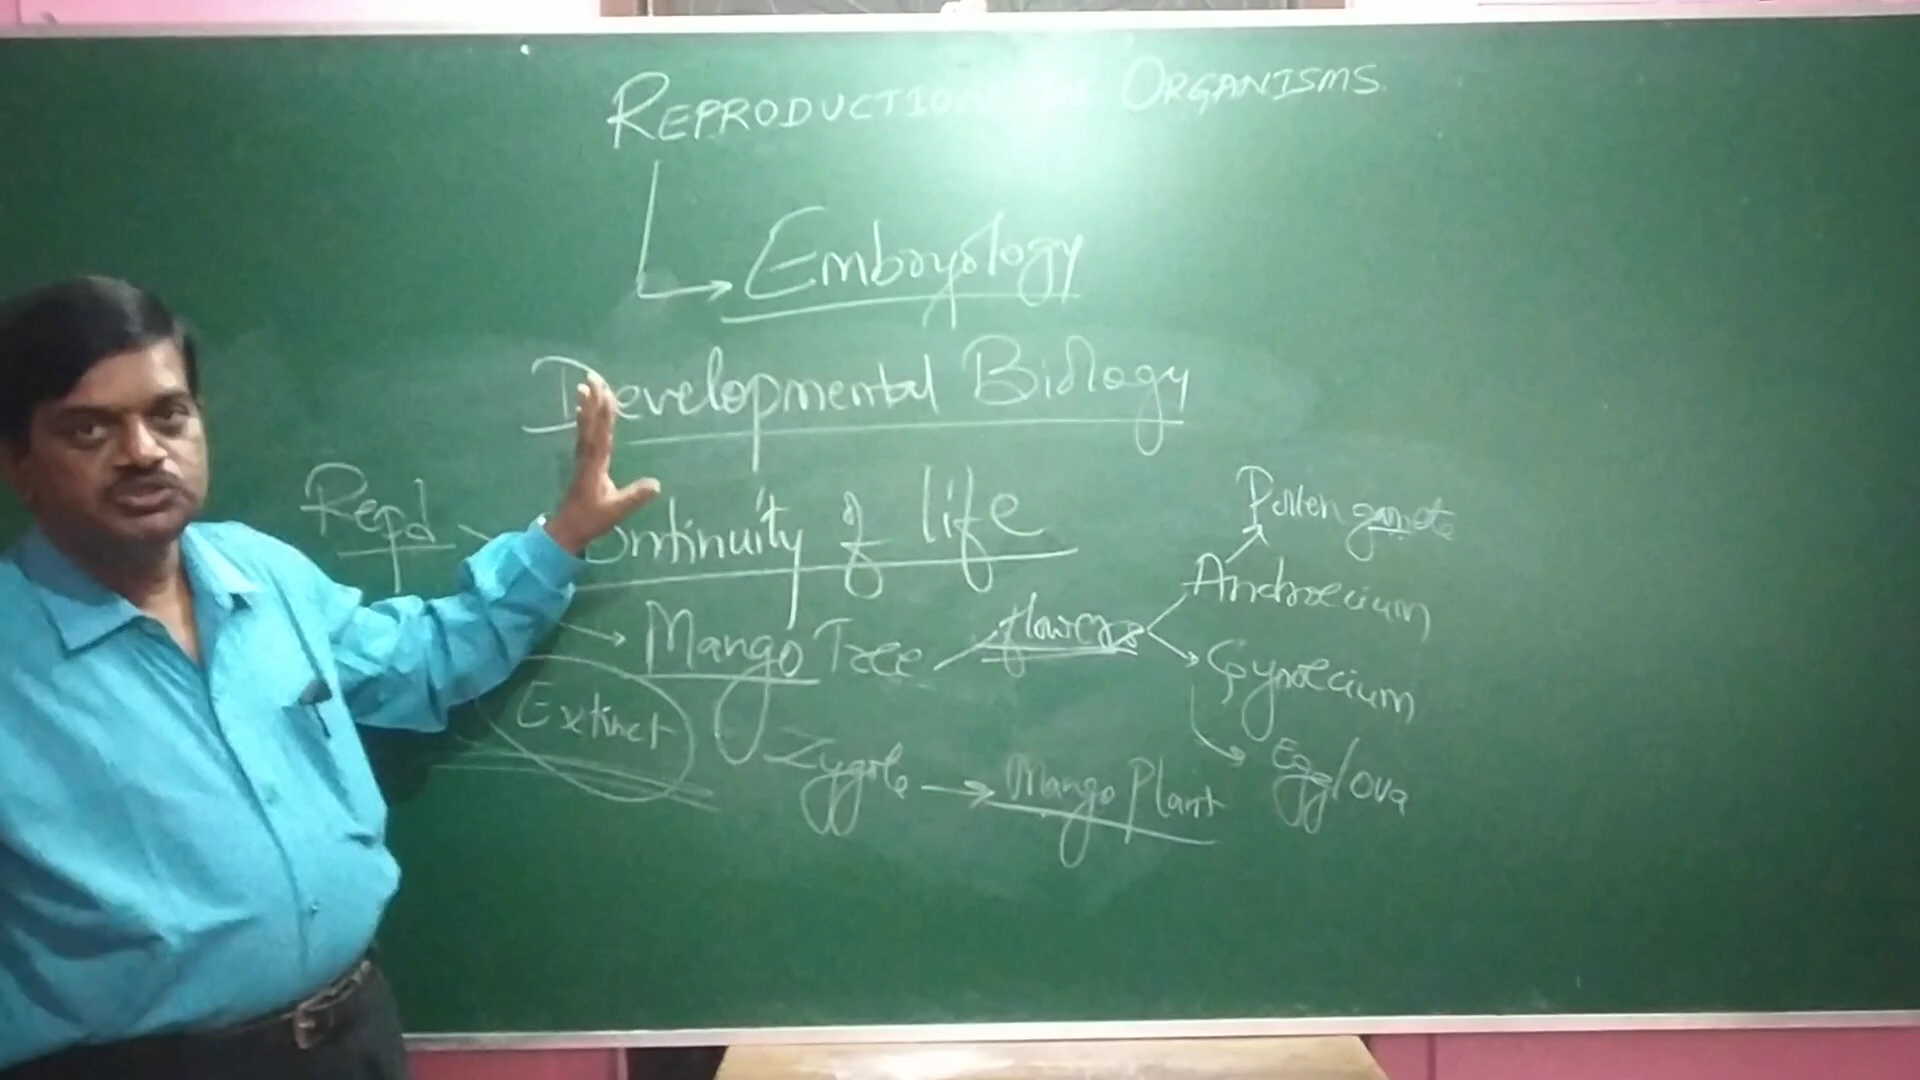 REPRODUCTION IN ORGANISMS
Embryology
Developmental Biology
Repd Continuity of life
Pollen gamete
Androecium
Mango Tree flowers
Gynoecium
Extinct
Zygote → Mango Plant
Egg/Ova